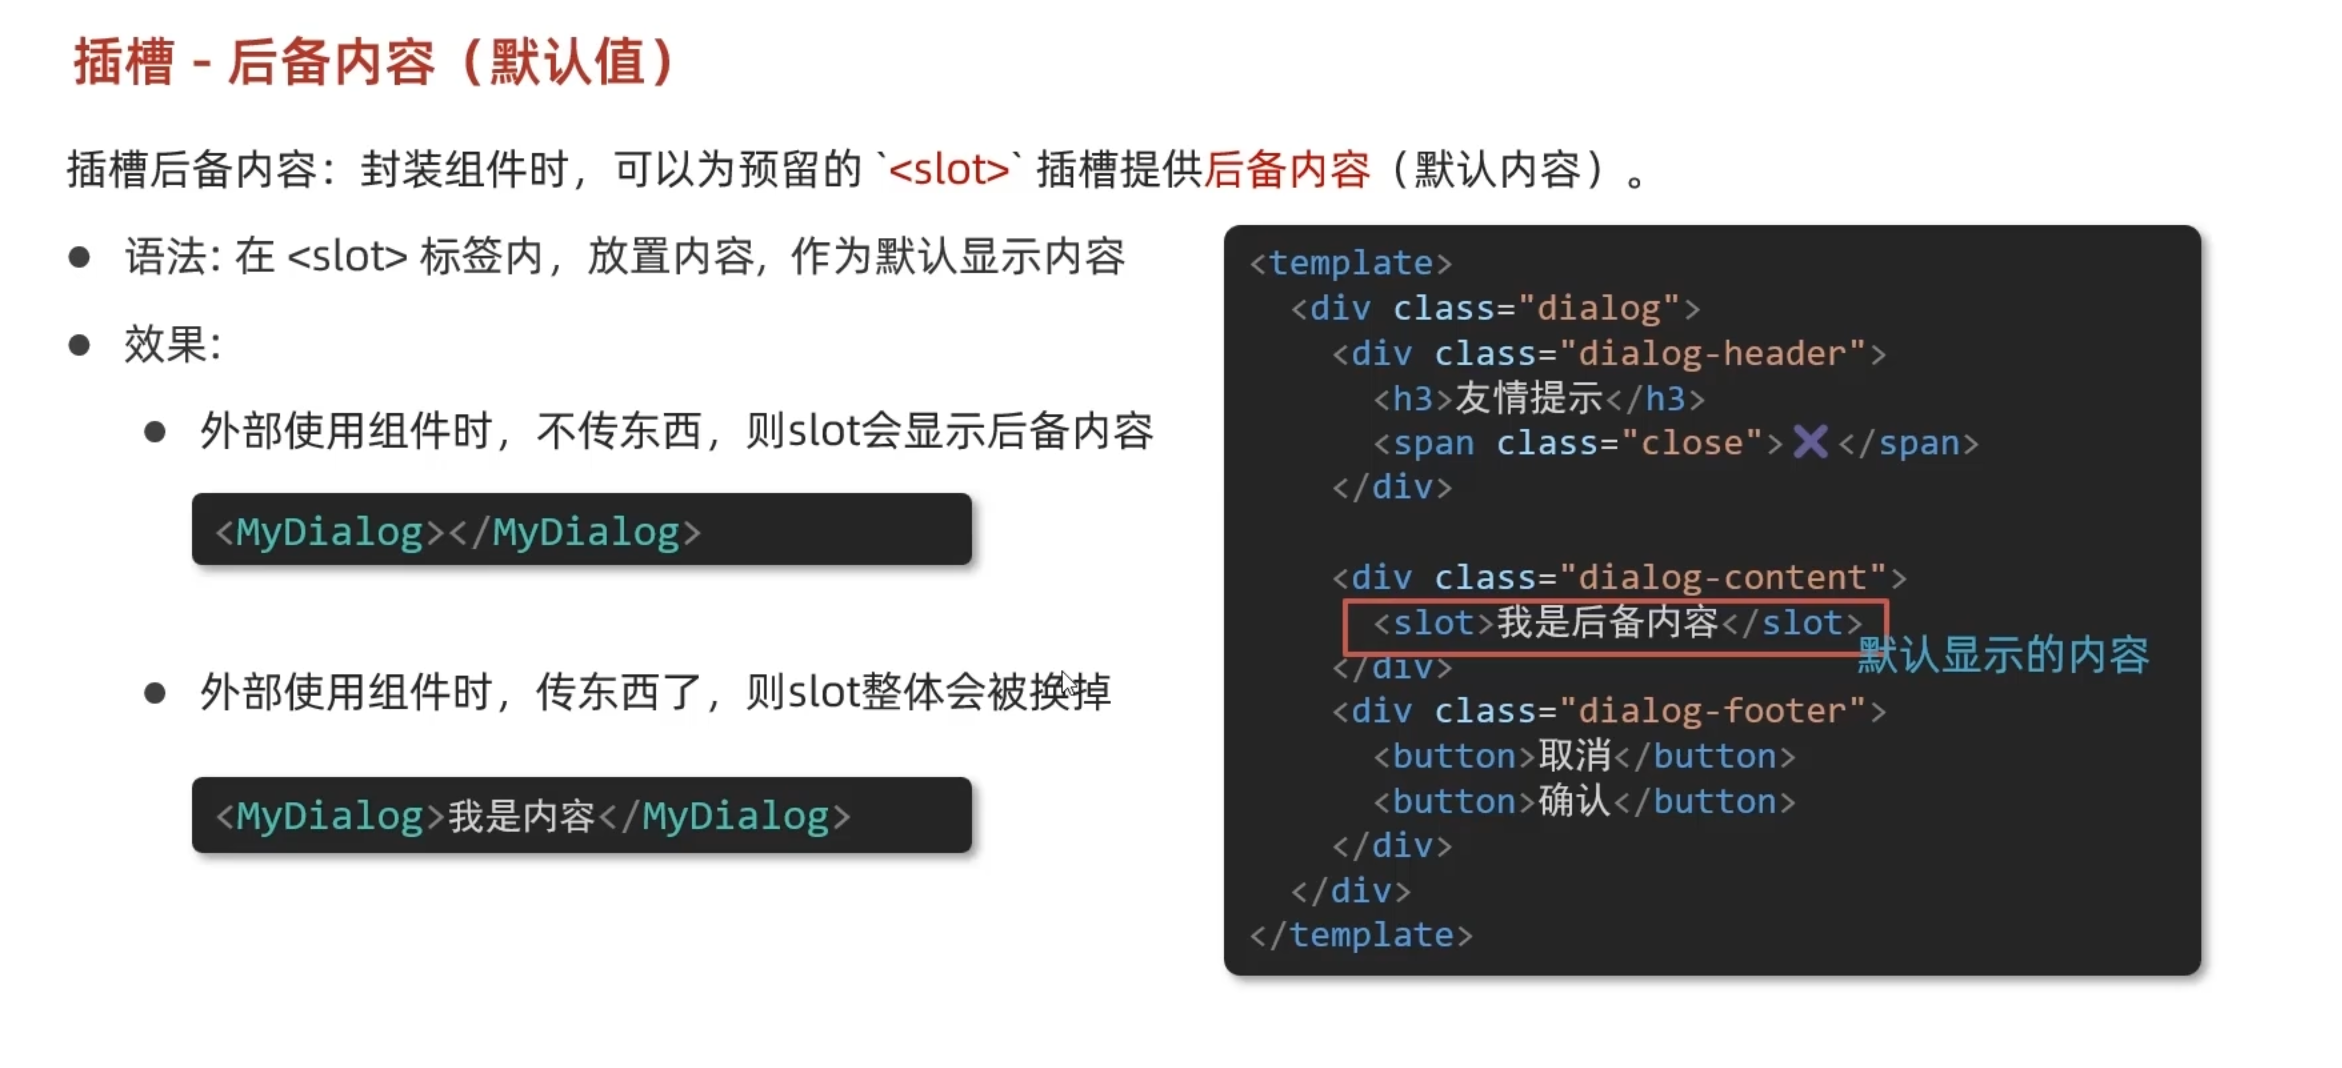 插槽 - 后备内容（默认值）
插槽后备内容：封装组件时，可以为预留的 `<slot>` 插槽提供后备内容（默认内容）。
● 语法: 在 <slot> 标签内，放置内容, 作为默认显示内容
● 效果:
● 外部使用组件时，不传东西，则slot会显示后备内容
<MyDialog></MyDialog>
● 外部使用组件时，传东西了，则slot整体会被换掉
<MyDialog>我是内容</MyDialog>
<template>
<div class="dialog">
<div class="dialog-header">
<h3>友情提示</h3>
<span class="close">✖</span>
</div>
<div class="dialog-content">
<slot>我是后备内容</slot>
默认显示的内容
</div>
<div class="dialog-footer">
<button>取消</button>
<button>确认</button>
</div>
</div>
</template>